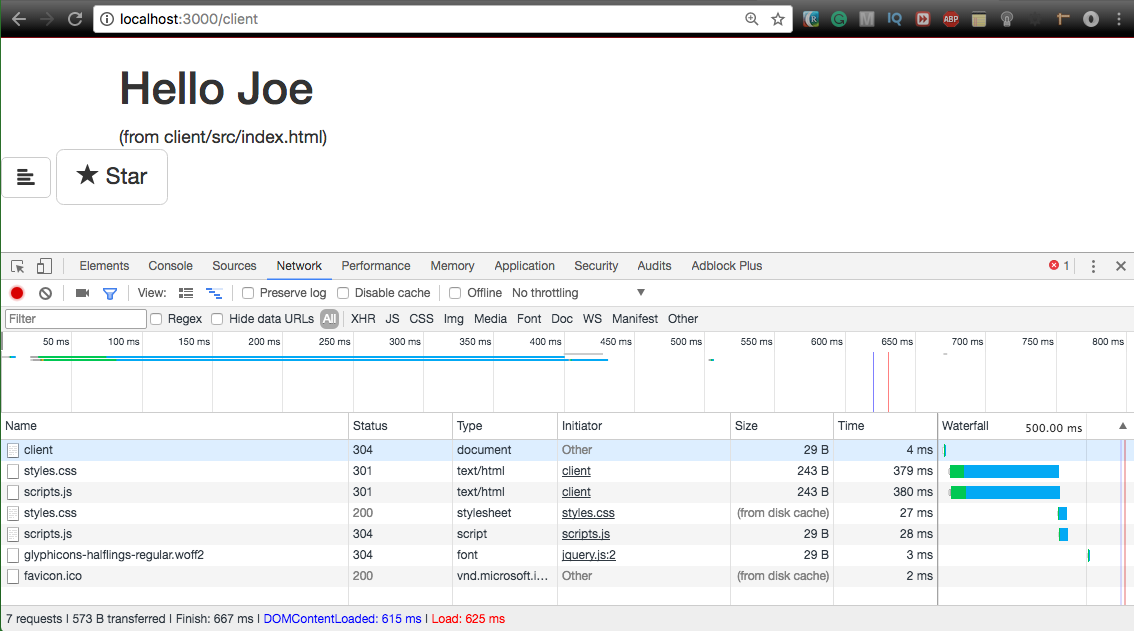 localhost:3000/client
R G M IQ ABP
Hello Joe
(from client/src/index.html)
★ Star
Elements Console Sources Network Performance Memory Application Security Audits Adblock Plus 1
View: Preserve log Disable cache Offline No throttling
Filter Regex Hide data URLs All XHR JS CSS Img Media Font Doc WS Manifest Other
50 ms 100 ms 150 ms 200 ms 250 ms 300 ms 350 ms 400 ms 450 ms 500 ms 550 ms 600 ms 650 ms 700 ms 750 ms 800 ms
Name Status Type Initiator Size Time Waterfall 500.00 ms
client 304 document Other 29 B 4 ms
styles.css 301 text/html client 243 B 379 ms
scripts.js 301 text/html client 243 B 380 ms
styles.css 200 stylesheet styles.css (from disk cache) 27 ms
scripts.js 304 script scripts.js 29 B 28 ms
glyphicons-halflings-regular.woff2 304 font jquery.js:2 29 B 3 ms
favicon.ico 200 vnd.microsoft.i... Other (from disk cache) 2 ms
7 requests | 573 B transferred | Finish: 667 ms | DOMContentLoaded: 615 ms | Load: 625 ms